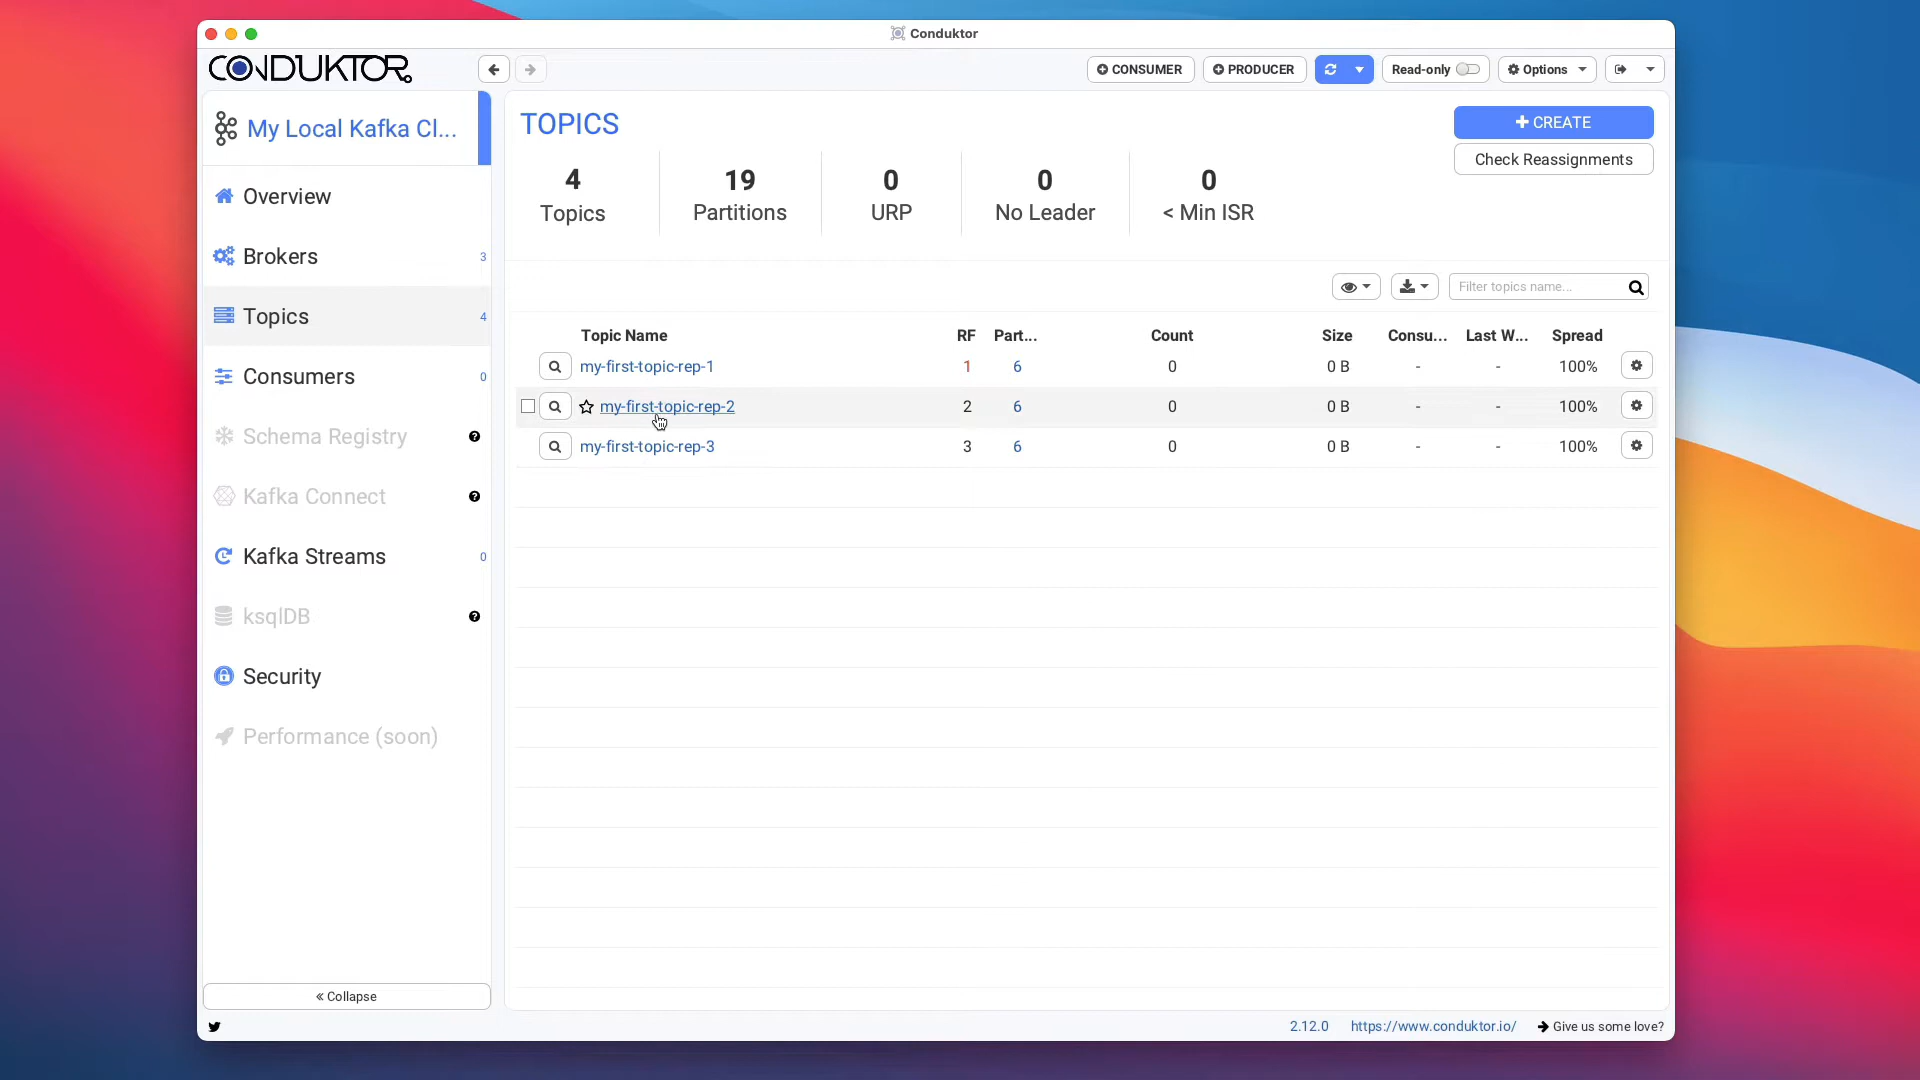 Conduktor
CONDUKTOR
CONSUMER
PRODUCER
Read-only
Options
My Local Kafka Cl...
Overview
Brokers 3
Topics 4
Consumers 0
Schema Registry ?
Kafka Connect ?
Kafka Streams 0
ksqlDB ?
Security
Performance (soon)
« Collapse
TOPICS
+ CREATE
Check Reassignments
4 19 0 0 0
Topics Partitions URP No Leader < Min ISR
Filter topics name...
Topic Name RF Part... Count Size Consu... Last W... Spread
my-first-topic-rep-1 1 6 0 0 B - - 100%
my-first-topic-rep-2 2 6 0 0 B - - 100%
my-first-topic-rep-3 3 6 0 0 B - - 100%
2.12.0 https://www.conduktor.io/ Give us some love?